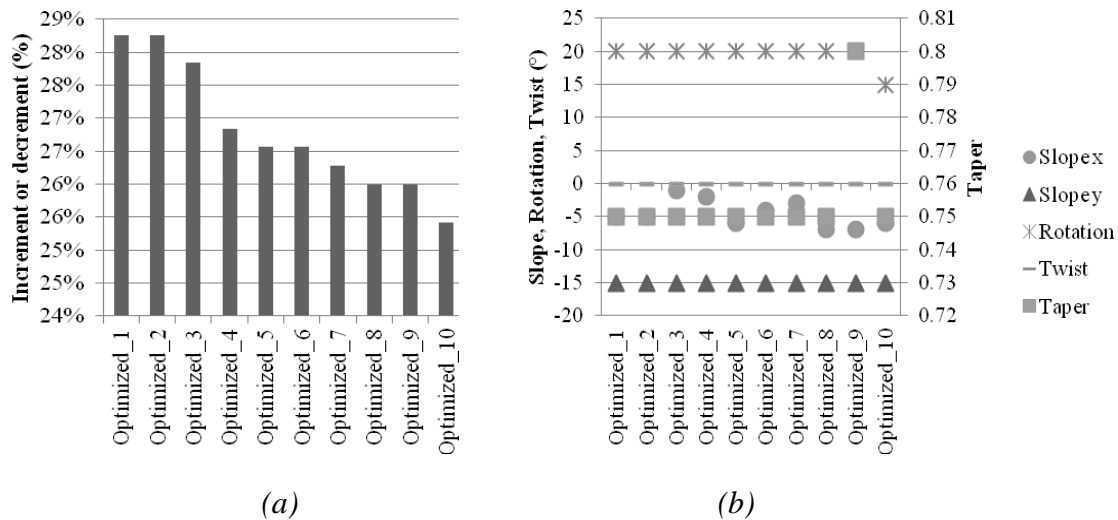 Increment or decrement (%)
29%
28%
28%
27%
27%
26%
26%
25%
25%
24%
Optimized_1
Optimized_2
Optimized_3
Optimized_4
Optimized_5
Optimized_6
Optimized_7
Optimized_8
Optimized_9
Optimized_10
(a)
Slope, Rotation, Twist (°)
25
20
15
10
5
0
-5
-10
-15
-20
0.81
0.8
0.79
0.78
0.77
0.76
0.75
0.74
0.73
0.72
Taper
Optimized_1
Optimized_2
Optimized_3
Optimized_4
Optimized_5
Optimized_6
Optimized_7
Optimized_8
Optimized_9
Optimized_10
Slopex
Slopey
Rotation
Twist
Taper
(b)